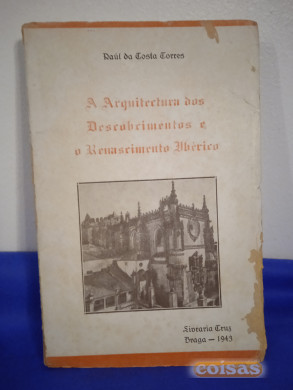 Raúl da Costa Torres
A Arquitectura dos
Descobrimentos e
o Renascimento Ibérico
Livraria Cruz
Braga — 1943
coisas